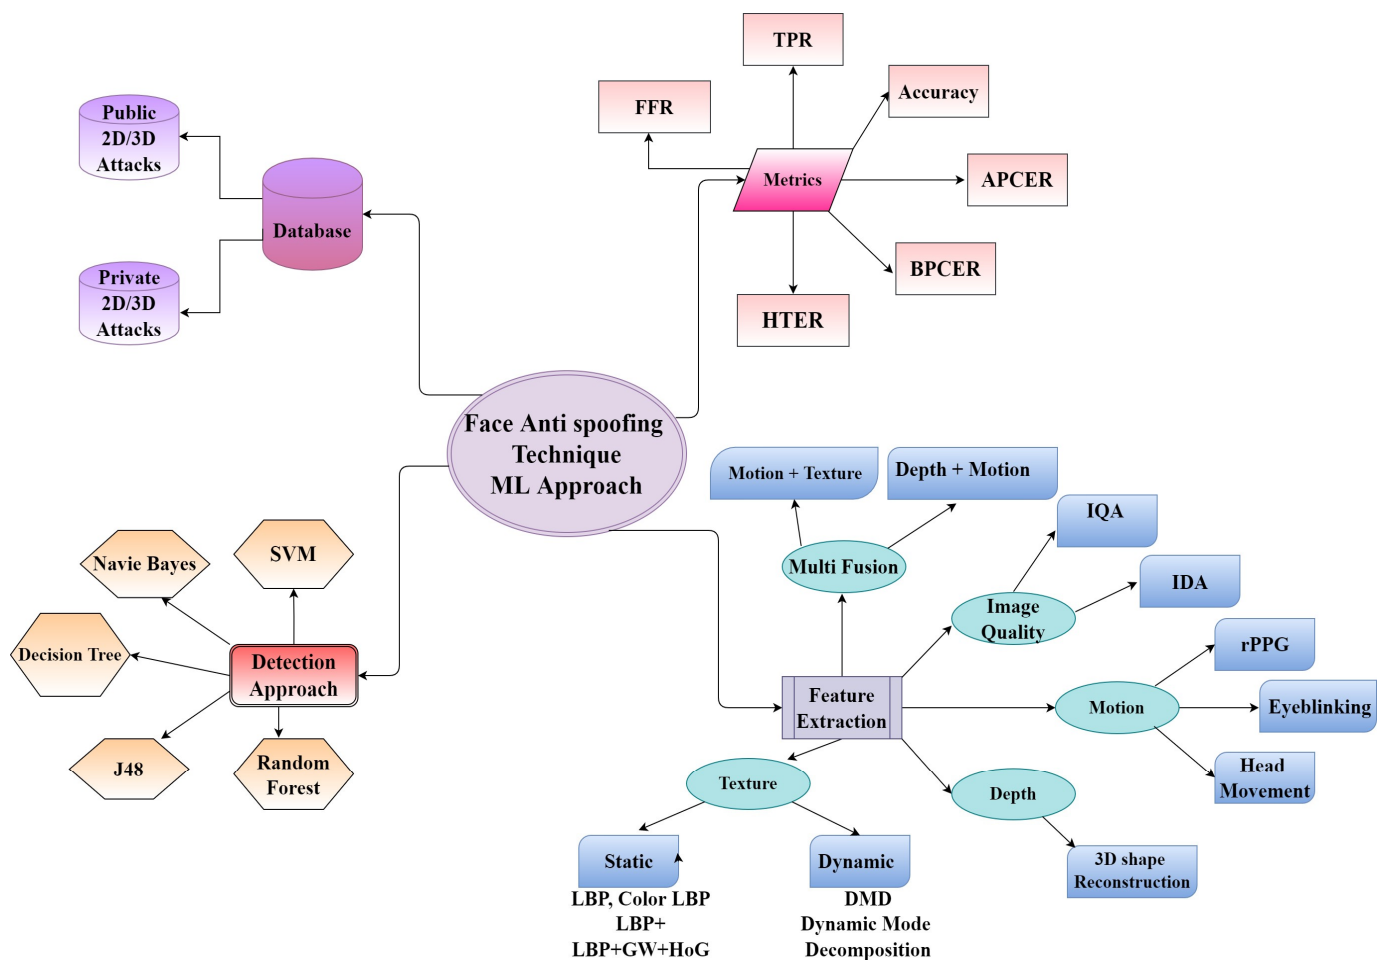 TPR
FFR
Accuracy
Metrics
APCER
BPCER
HTER
Public
2D/3D
Attacks
Database
Private
2D/3D
Attacks
Face Anti spoofing
Technique
ML Approach
Navie Bayes
SVM
Decision Tree
Detection
Approach
J48
Random
Forest
Motion + Texture
Depth + Motion
Multi Fusion
IQA
IDA
Image
Quality
rPPG
Feature
Extraction
Motion
Eyeblinking
Head
Movement
Texture
Depth
Static
Dynamic
3D shape
Reconstruction
LBP, Color LBP
LBP+
LBP+GW+HoG
DMD
Dynamic Mode
Decomposition